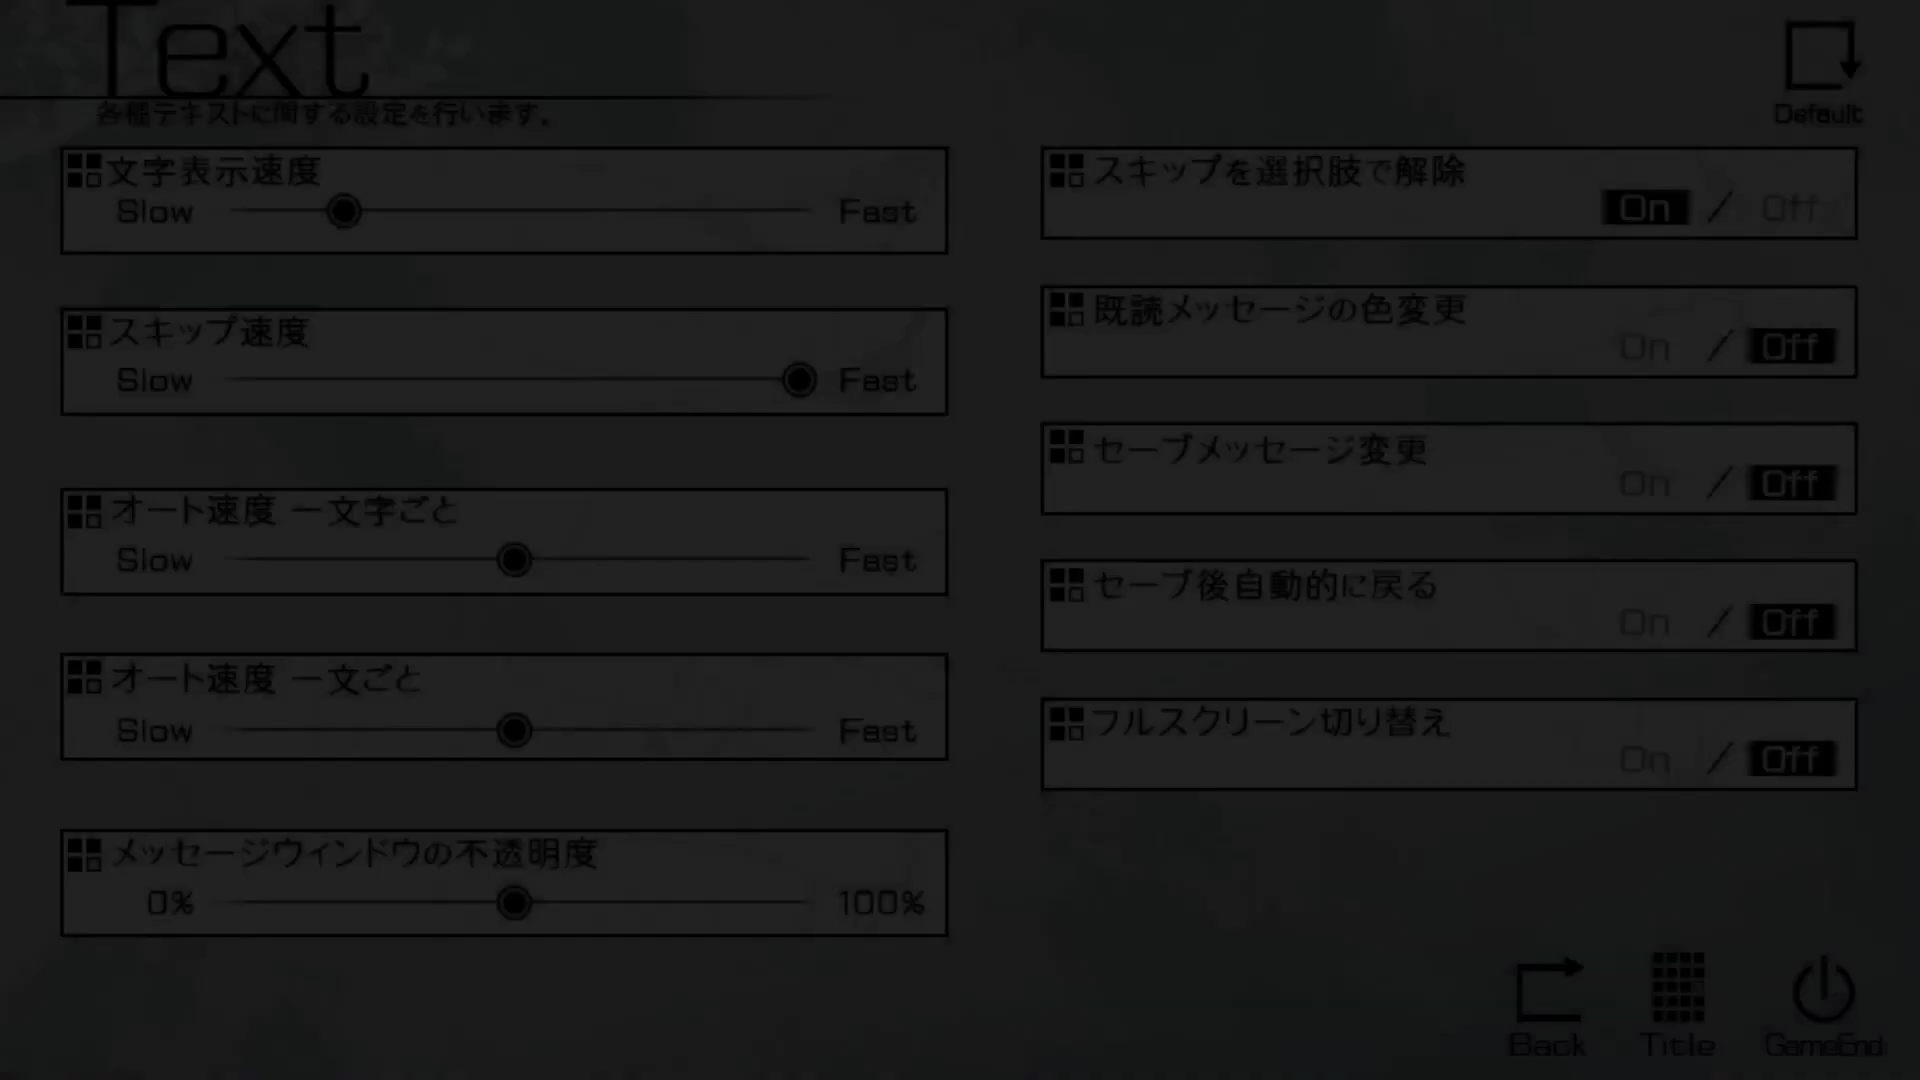 Text
各種テキストに関する設定を行います。
Default
文字表示速度
Slow Fast
スキップ速度
Slow Fast
オート速度 一文字ごと
Slow Fast
オート速度 一文ごと
Slow Fast
メッセージウィンドウの不透明度
0% 100%
スキップを選択肢で解除
On / Off
既読メッセージの色変更
On / Off
セーブメッセージ変更
On / Off
セーブ後自動的に戻る
On / Off
フルスクリーン切り替え
On / Off
Back Title GameEnd